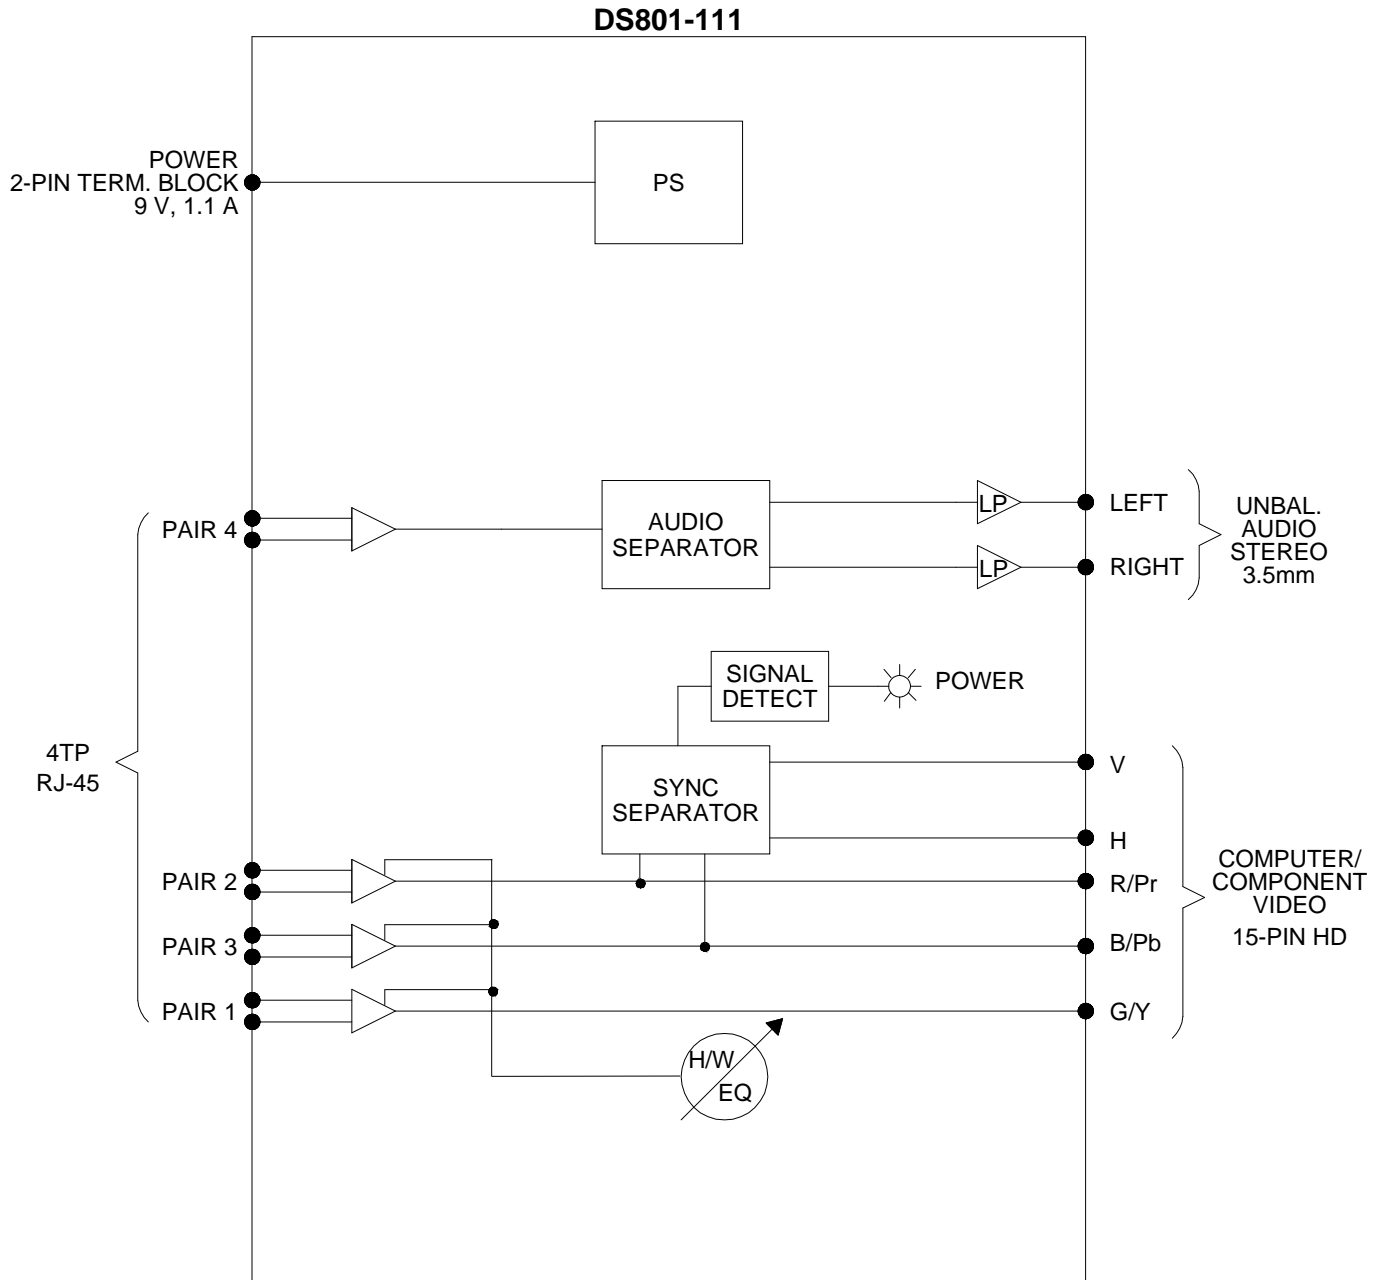 DS801-111
POWER
2-PIN TERM. BLOCK
9 V, 1.1 A
PS
PAIR 4
AUDIO
SEPARATOR
LP
LEFT
LP
RIGHT
UNBAL.
AUDIO
STEREO
3.5mm
SIGNAL
DETECT
POWER
4TP
RJ-45
SYNC
SEPARATOR
V
H
PAIR 2
R/Pr
PAIR 3
B/Pb
PAIR 1
G/Y
COMPUTER/
COMPONENT
VIDEO
15-PIN HD
H/W
EQ